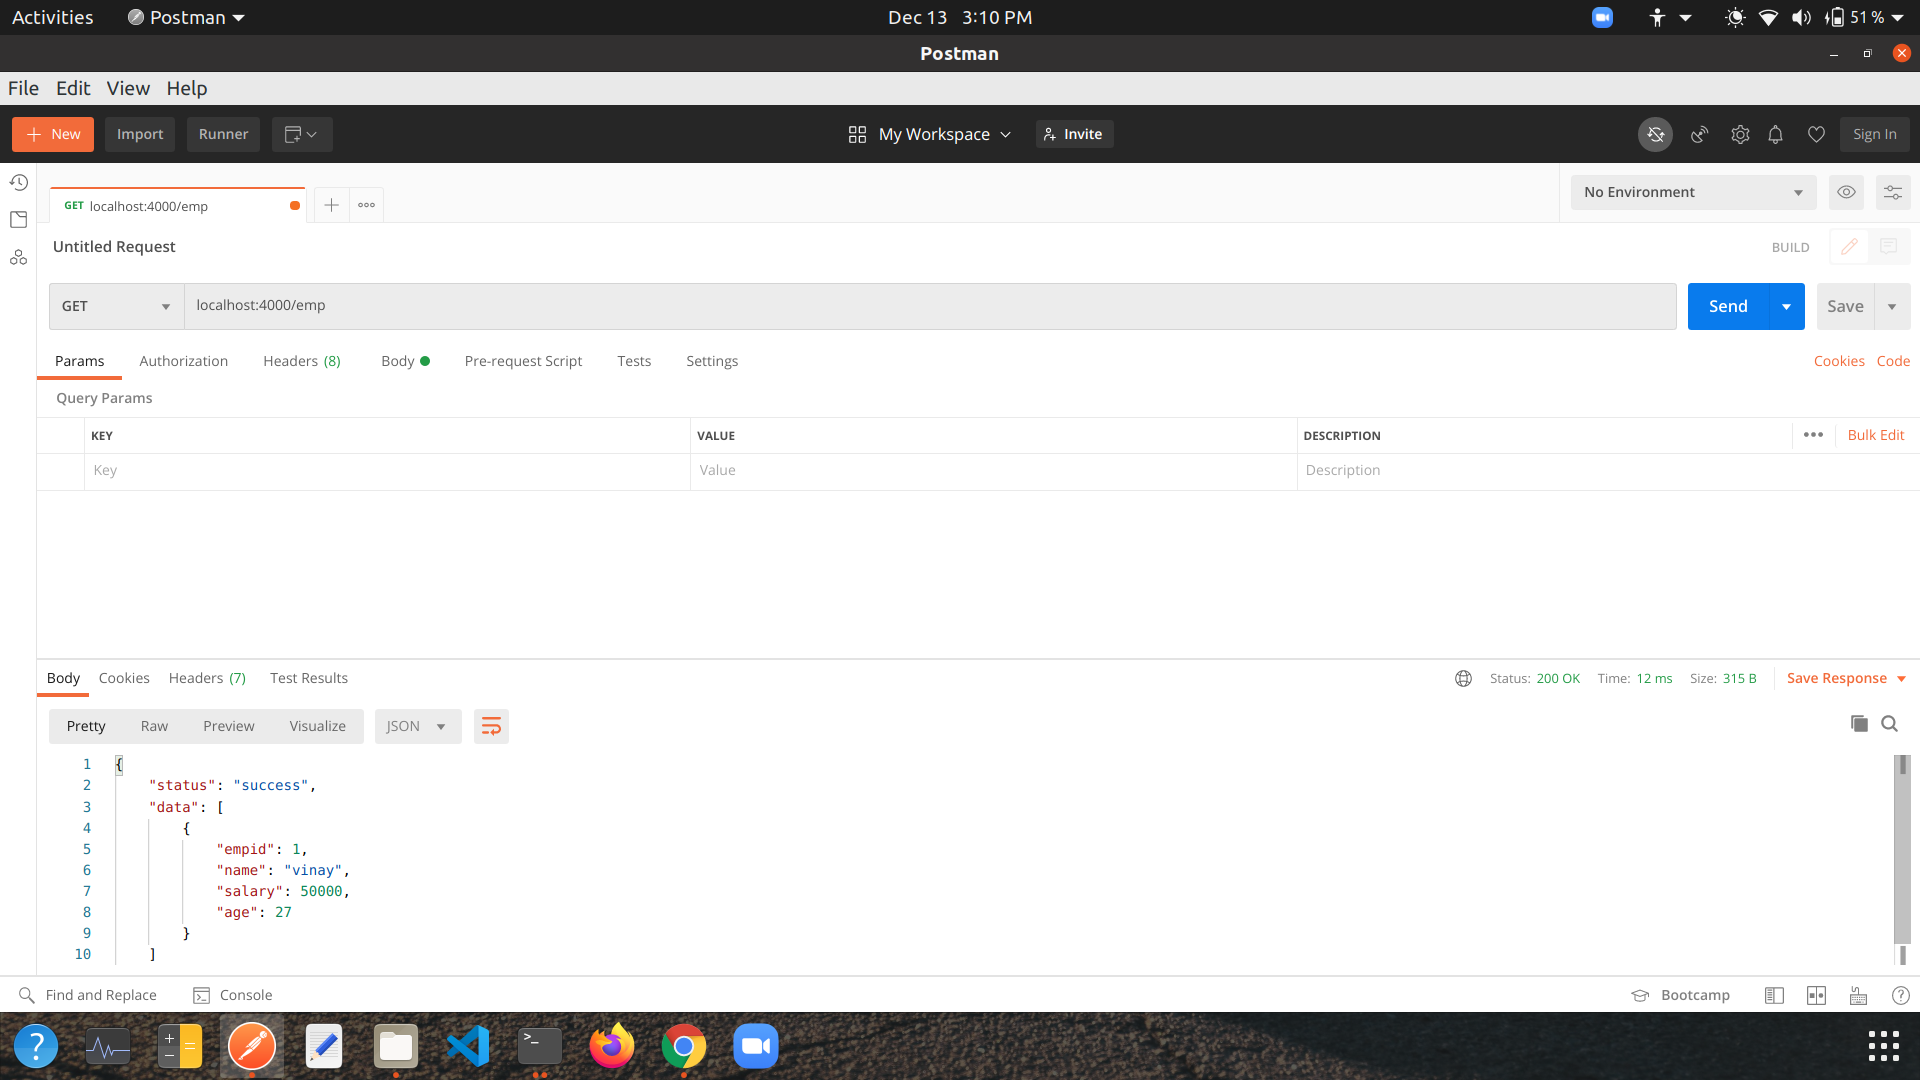 Activities Postman Dec 13 3:10 PM 51 %
Postman
File Edit View Help
New Import Runner My Workspace Invite Sign In
GET localhost:4000/emp No Environment
Untitled Request BUILD
GET localhost:4000/emp Send Save
Params Authorization Headers (8) Body Pre-request Script Tests Settings Cookies Code
Query Params
KEY VALUE DESCRIPTION Bulk Edit
Key Value Description
Body Cookies Headers (7) Test Results Status: 200 OK Time: 12 ms Size: 315 B Save Response
Pretty Raw Preview Visualize JSON
1 {
2 "status": "success",
3 "data": [
4 {
5 "empid": 1,
6 "name": "vinay",
7 "salary": 50000,
8 "age": 27
9 }
10 ]
Find and Replace Console Bootcamp